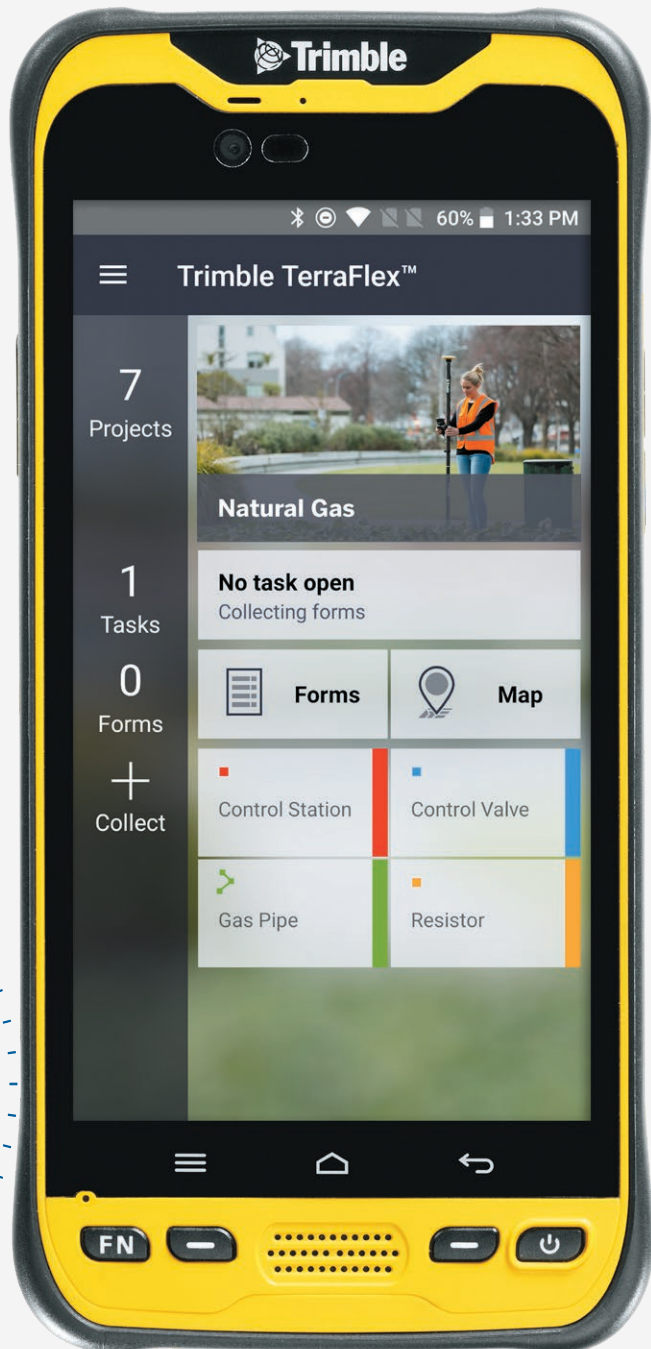 Trimble
60% 1:33 PM
Trimble TerraFlex™
7
Projects
Natural Gas
1
Tasks
No task open
Collecting forms
0
Forms
Forms
Map
Collect
Control Station
Control Valve
Gas Pipe
Resistor
FN